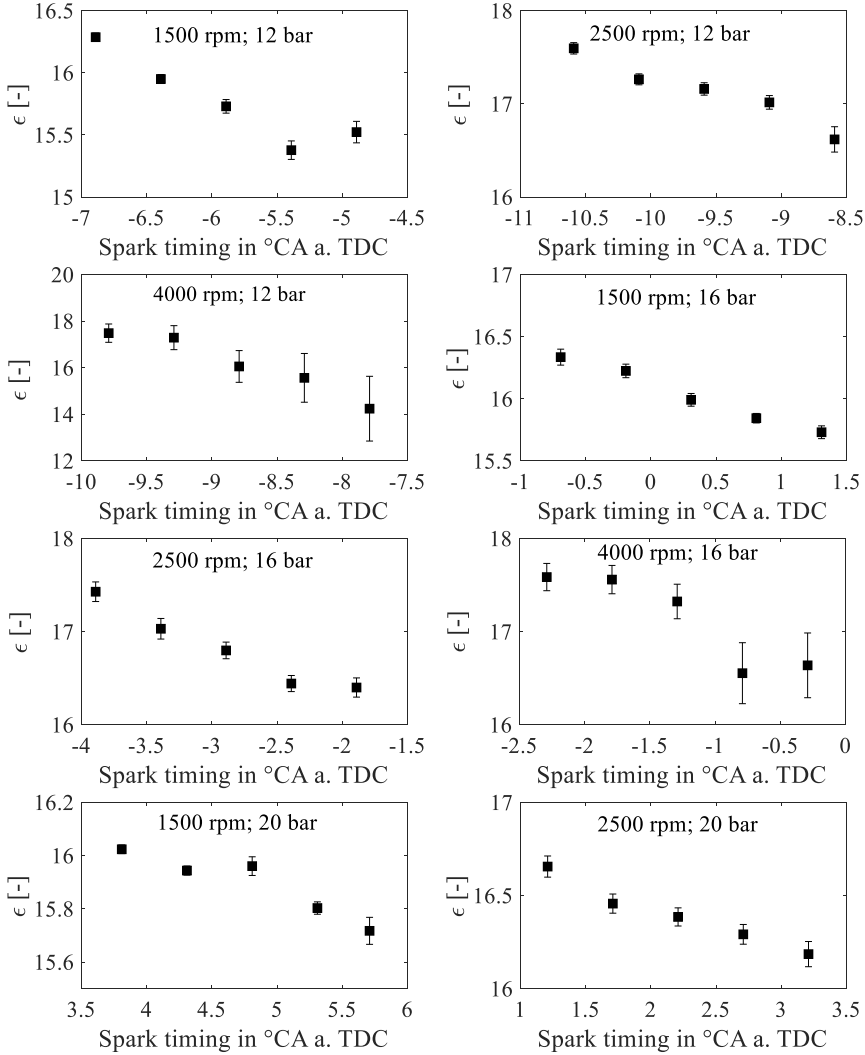 1500 rpm; 12 bar
ϵ [-]
16.5
16
15.5
15
-7 -6.5 -6 -5.5 -5 -4.5
Spark timing in °CA a. TDC
2500 rpm; 12 bar
ϵ [-]
18
17
16
-11 -10.5 -10 -9.5 -9 -8.5
Spark timing in °CA a. TDC
4000 rpm; 12 bar
ϵ [-]
20
18
16
14
12
-10 -9.5 -9 -8.5 -8 -7.5
Spark timing in °CA a. TDC
1500 rpm; 16 bar
ϵ [-]
17
16.5
16
15.5
-1 -0.5 0 0.5 1 1.5
Spark timing in °CA a. TDC
2500 rpm; 16 bar
ϵ [-]
18
17
16
-4 -3.5 -3 -2.5 -2 -1.5
Spark timing in °CA a. TDC
4000 rpm; 16 bar
ϵ [-]
18
17
16
-2.5 -2 -1.5 -1 -0.5 0
Spark timing in °CA a. TDC
1500 rpm; 20 bar
ϵ [-]
16.2
16
15.8
15.6
3.5 4 4.5 5 5.5 6
Spark timing in °CA a. TDC
2500 rpm; 20 bar
ϵ [-]
17
16.5
16
1 1.5 2 2.5 3 3.5
Spark timing in °CA a. TDC